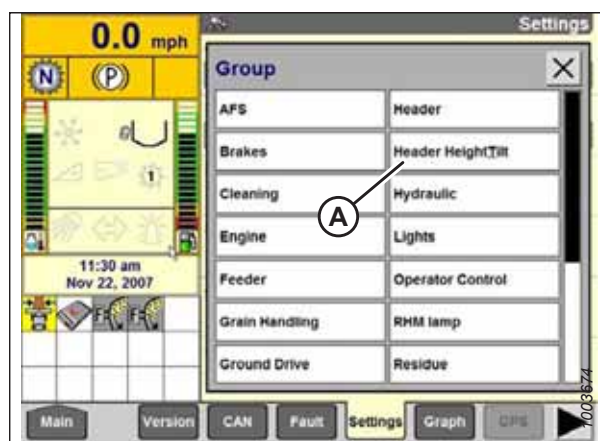 0.0 mph
Settings
N
(P)
Group
X
AFS
Header
Brakes
Header Height/Tilt
Cleaning
Hydraulic
A
Engine
Lights
11:30 am
Nov 22, 2007
Feeder
Operator Control
Grain Handling
RHM lamp
Ground Drive
Residue
1
F
F
Main
Version
CAN
Fault
Settings
Graph
GPS
1003674